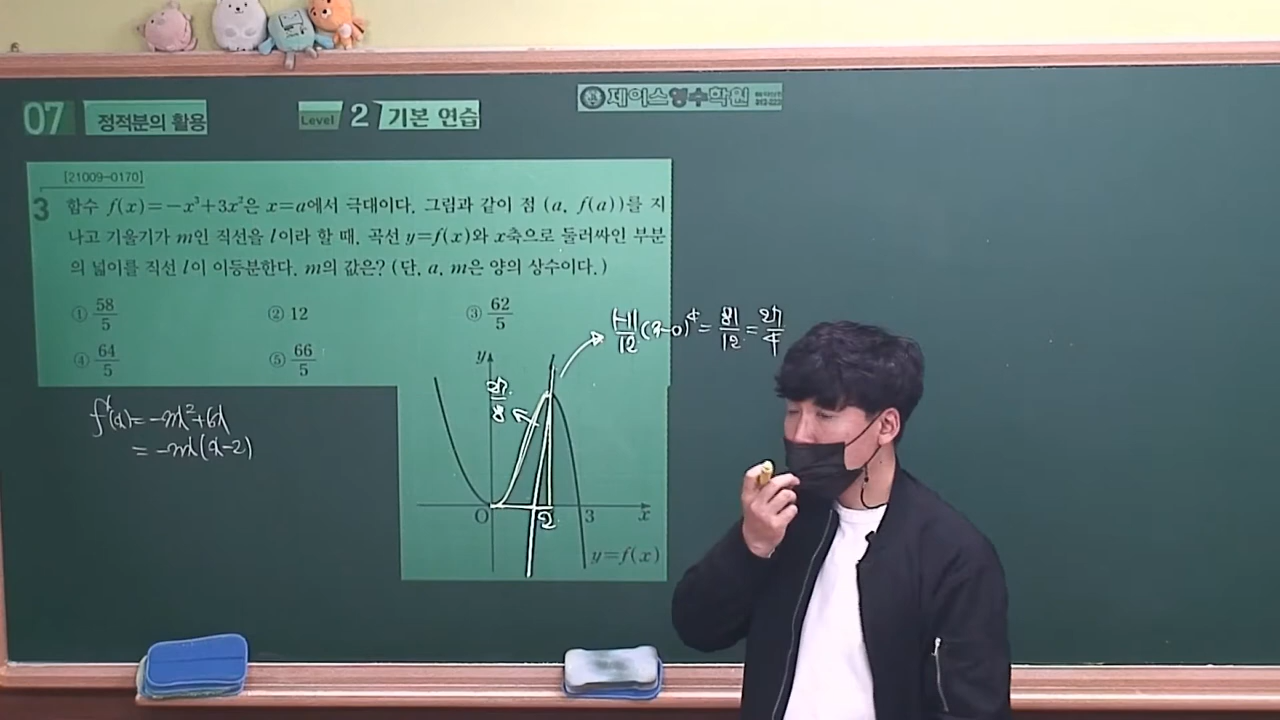 07 정적분의 활용 Level 2 기본 연습
제이스영수학원
[21009-0170]
3 함수 f(x)=−x³+3x²은 x=a에서 극대이다. 그림과 같이 점 (a, f(a))를 지
나고 기울기가 m인 직선을 l이라 할 때, 곡선 y=f(x)와 x축으로 둘러싸인 부분
의 넓이를 직선 l이 이등분한다. m의 값은? (단, a, m은 양의 상수이다.)
① 58/5 ② 12 ③ 62/5
④ 64/5 ⑤ 66/5
|-1|/12 (3-0)⁴ = 81/12 = 27/4
y
27/8
f'(x)= -3x²+6x
= -3x(x-2)
O 2 3 x
y=f(x)